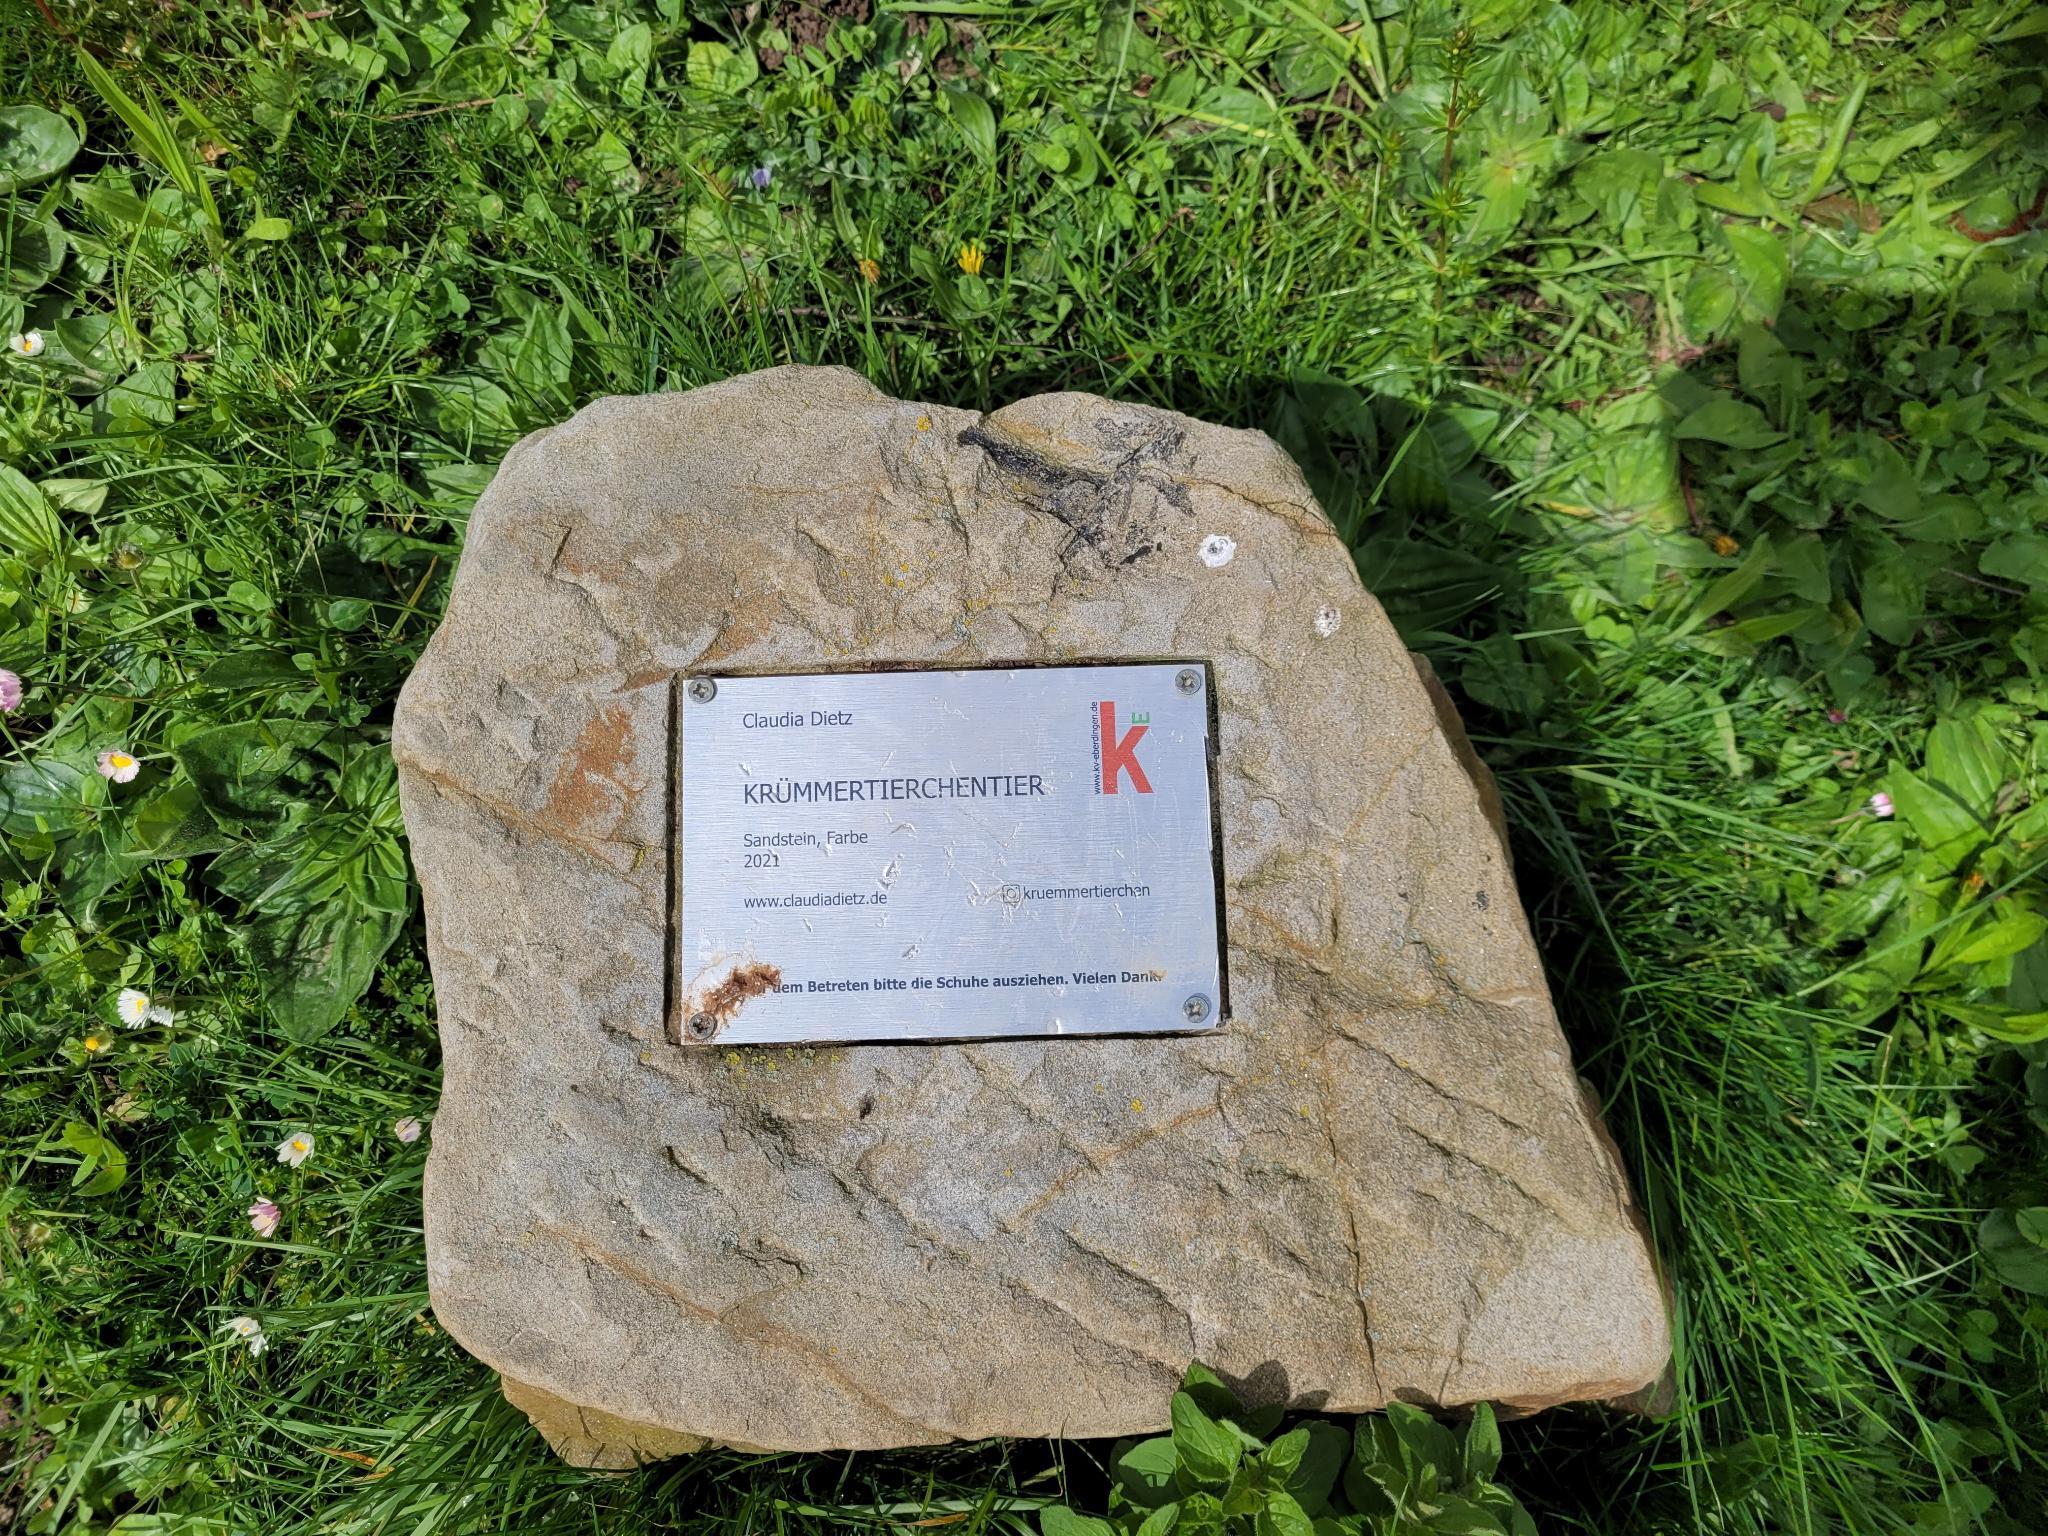 Claudia Dietz
KRÜMMERTIERCHENTIER
Sandstein, Farbe
2021
www.claudiadietz.de
kruemmertierchen
dem Betreten bitte die Schuhe ausziehen. Vielen Dank.
www.kv-eberdingen.de
k E